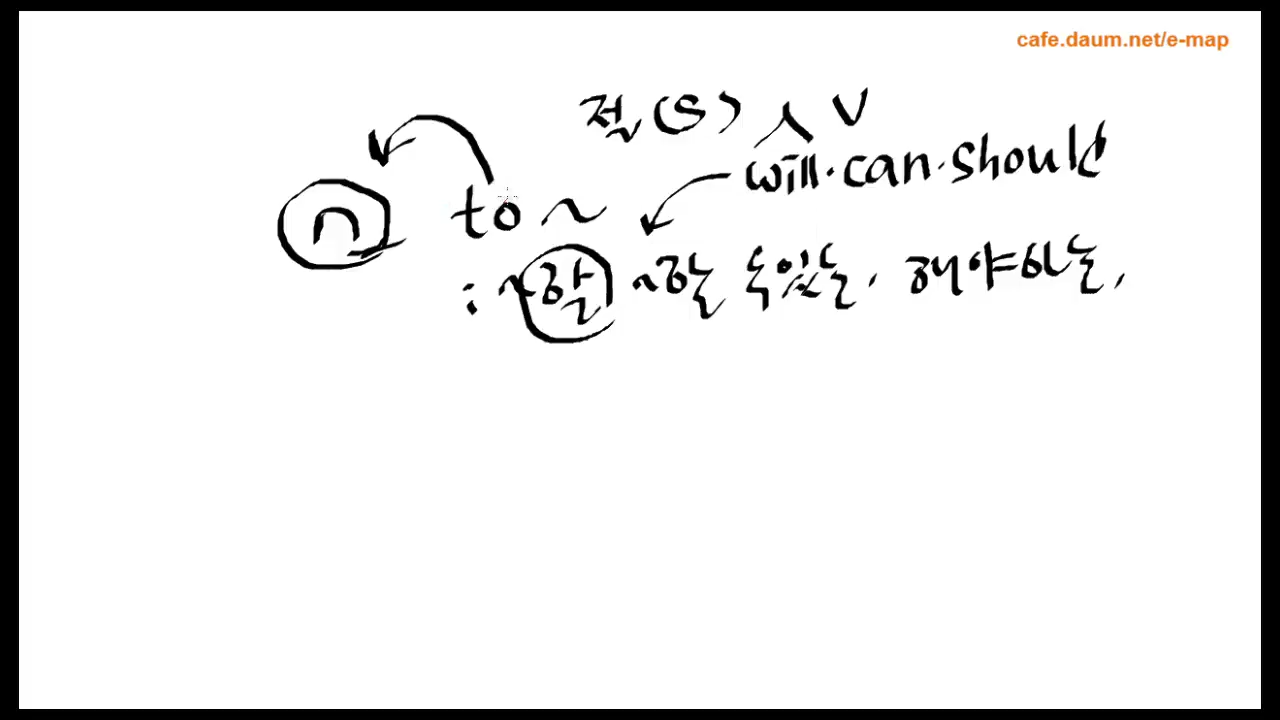 cafe.daum.net/e-map
절(S) ∧ V
will·can·should
n to ~
: ~할 ~할 수있는, 해야하는,